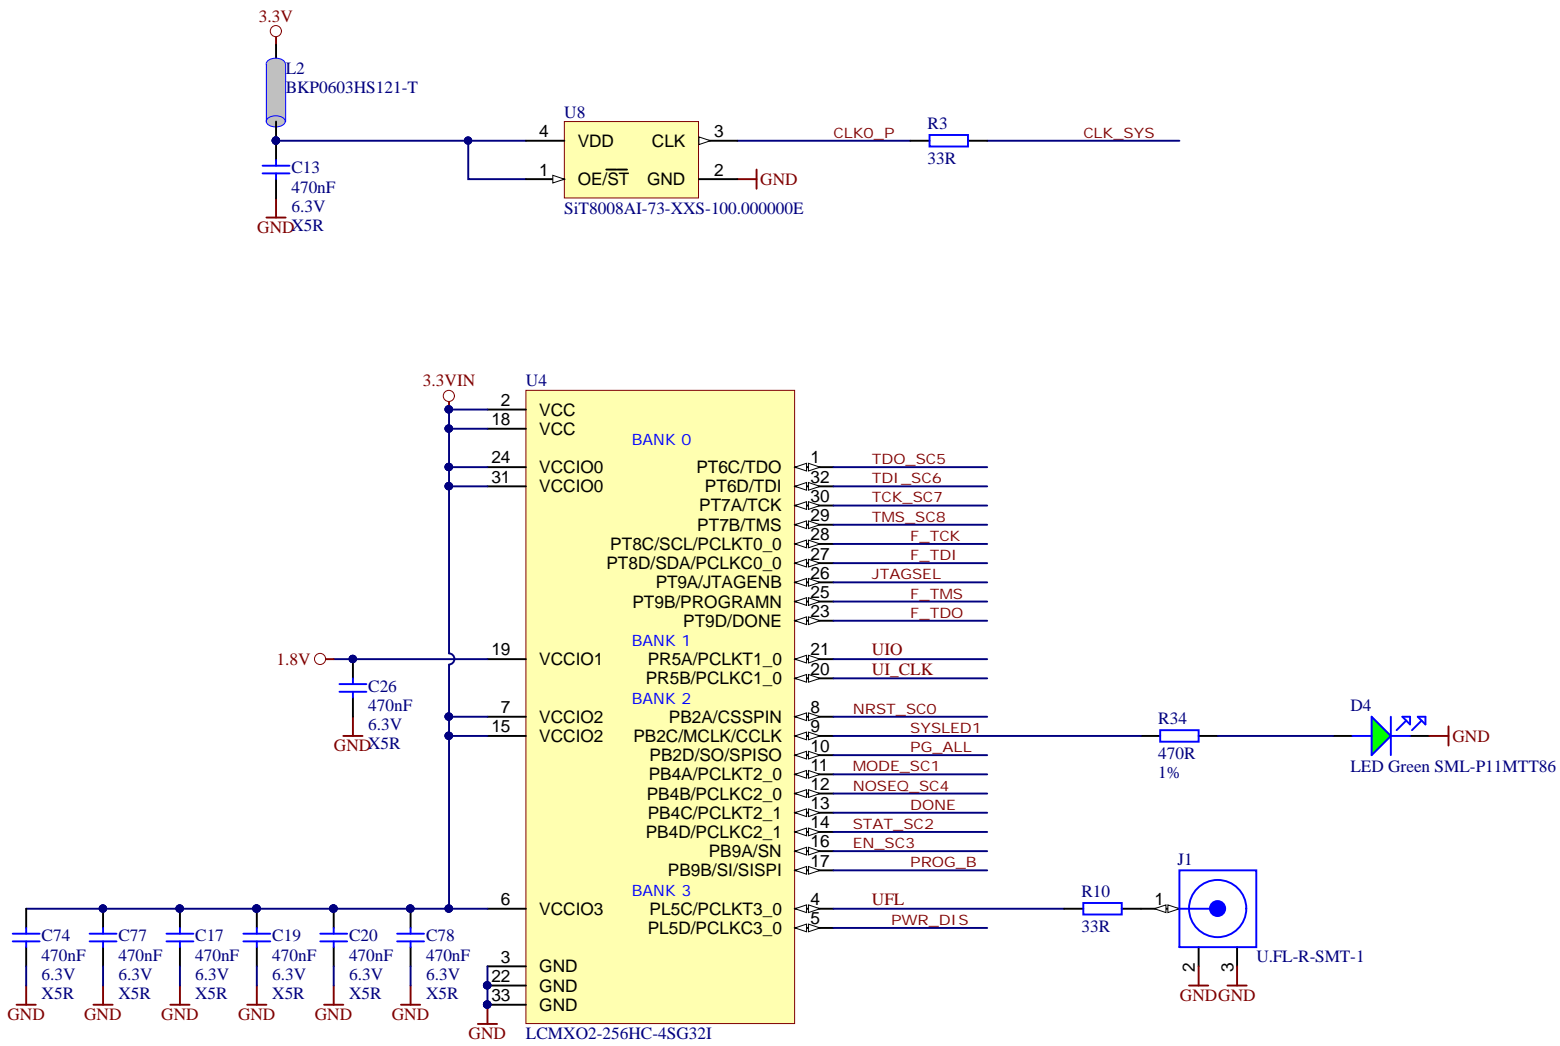 3.3V
L2
BKP0603HS121-T
C13
470nF
6.3V
X5R
GND
U8
4 VDD CLK 3
1 OE/ST GND 2 GND
SiT8008AI-73-XXS-100.000000E
CLK0_P
R3
33R
CLK_SYS
3.3VIN
U4
2 VCC
18 VCC
BANK 0
24 VCCIO0 PT6C/TDO 1 TDO_SC5
31 VCCIO0 PT6D/TDI 32 TDI_SC6
PT7A/TCK 30 TCK_SC7
PT7B/TMS 29 TMS_SC8
PT8C/SCL/PCLKT0_0 28 F_TCK
PT8D/SDA/PCLKC0_0 27 F_TDI
PT9A/JTAGENB 26 JTAGSEL
PT9B/PROGRAMN 25 F_TMS
PT9D/DONE 23 F_TDO
BANK 1
1.8V 19 VCCIO1 PR5A/PCLKT1_0 21 UIO
PR5B/PCLKC1_0 20 UI_CLK
C26
470nF
6.3V
X5R
GND
BANK 2
7 VCCIO2 PB2A/CSSPIN 8 NRST_SC0
15 VCCIO2 PB2C/MCLK/CCLK 9 SYSLED1
PB2D/SO/SPISO 10 PG_ALL
PB4A/PCLKT2_0 11 MODE_SC1
PB4B/PCLKC2_0 12 NOSEQ_SC4
PB4C/PCLKT2_1 13 DONE
PB4D/PCLKC2_1 14 STAT_SC2
PB9A/SN 16 EN_SC3
PB9B/SI/SISPI 17 PROG_B
R34
470R
1%
D4
GND
LED Green SML-P11MTT86
BANK 3
6 VCCIO3 PL5C/PCLKT3_0 4 UFL
PL5D/PCLKC3_0 5 PWR_DIS
R10
33R
J1
1
U.FL-R-SMT-1
2
3
GND GND
3 GND
22 GND
33 GND
GND
LCMXO2-256HC-4SG32I
C74
470nF
6.3V
X5R
GND
C77
470nF
6.3V
X5R
GND
C17
470nF
6.3V
X5R
GND
C19
470nF
6.3V
X5R
GND
C20
470nF
6.3V
X5R
GND
C78
470nF
6.3V
X5R
GND